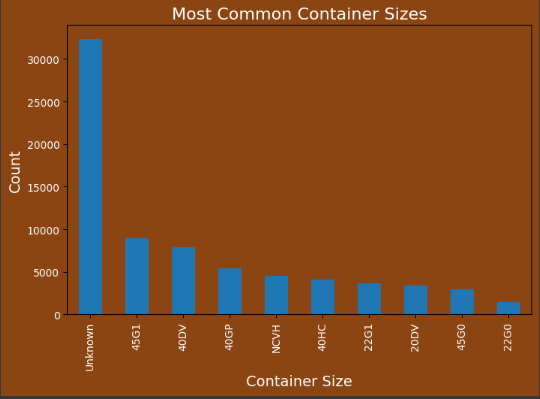 Most Common Container Sizes
Count
30000
25000
20000
15000
10000
5000
0
Unknown
45G1
40DV
40GP
NCVH
40HC
22G1
20DV
45G0
22G0
Container Size